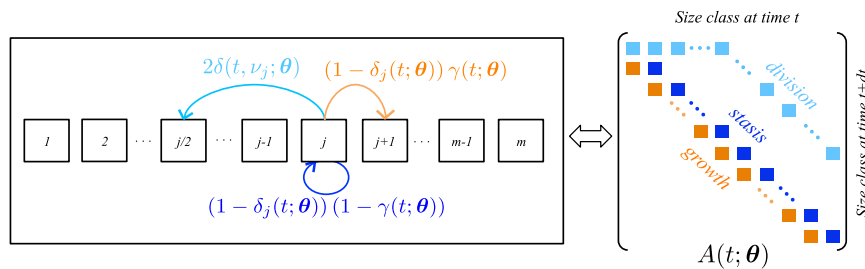 2δ(t, ν_j; θ) (1 − δ_j(t; θ)) γ(t; θ)
1 2 ··· j/2 ··· j-1 j j+1 ··· m-1 m
(1 − δ_j(t; θ)) (1 − γ(t; θ))
Size class at time t
division
stasis
growth
Size class at time t+dt
A(t; θ)